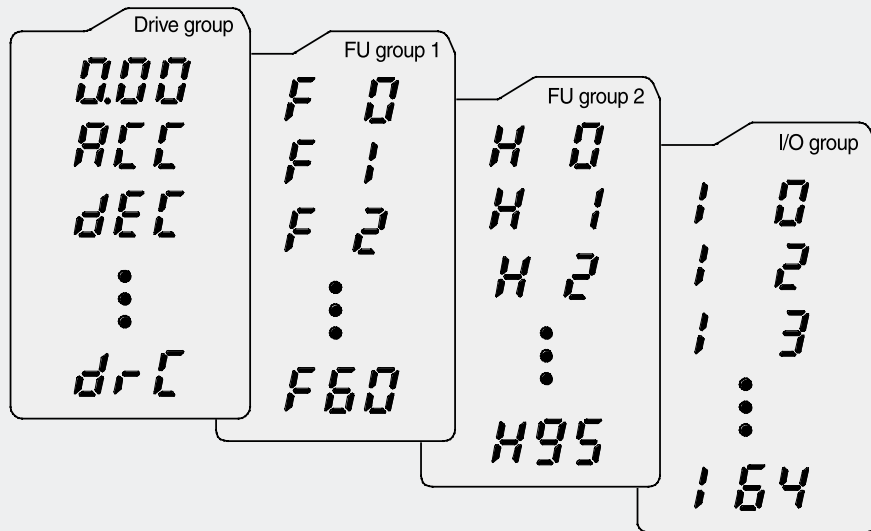 Drive group
0.00
ACC
dEC
drC
FU group 1
F 0
F 1
F 2
F60
FU group 2
H 0
H 1
H 2
H95
I/O group
I 0
I 2
I 3
I 64